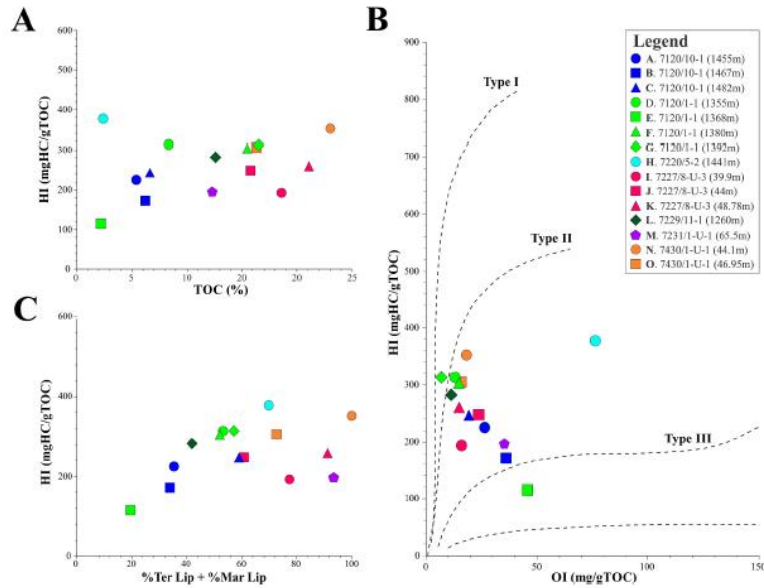 A
HI (mgHC/gTOC)
600
500
400
300
200
100
0
0
5
10
15
20
25
TOC (%)
B
HI (mgHC/gTOC)
900
800
700
600
500
400
300
200
100
0
0
50
100
150
OI (mg/gTOC)
Type I
Type II
Type III
Legend
A. 7120/10-1 (1455m)
B. 7120/10-1 (1467m)
C. 7120/10-1 (1482m)
D. 7120/1-1 (1355m)
E. 7120/1-1 (1368m)
F. 7120/1-1 (1380m)
G. 7120/1-1 (1392m)
H. 7220/5-2 (1441m)
I. 7227/8-U-3 (39.9m)
J. 7227/8-U-3 (44m)
K. 7227/8-U-3 (48.78m)
L. 7229/11-1 (1260m)
M. 7231/1-U-1 (65.5m)
N. 7430/1-U-1 (44.1m)
O. 7430/1-U-1 (46.95m)
C
HI (mgHC/gTOC)
600
400
200
0
0
20
40
60
80
100
%Ter Lip + %Mar Lip